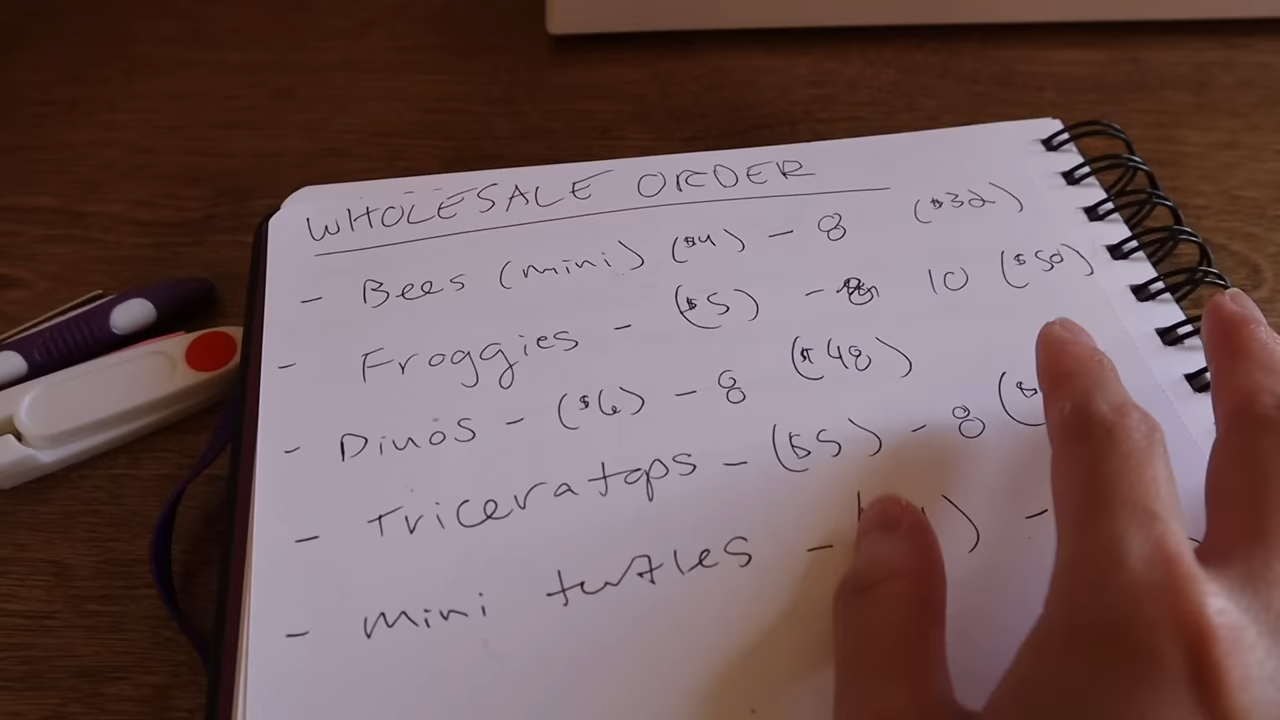 WHOLESALE ORDER
- Bees (mini) ($4) - 8 ($32)
- Froggies - ($5) - 10 ($50)
- Dinos - ($6) - 8 ($48)
- Triceratops - ($5) - 8 ($
- mini turtles - ( ) -